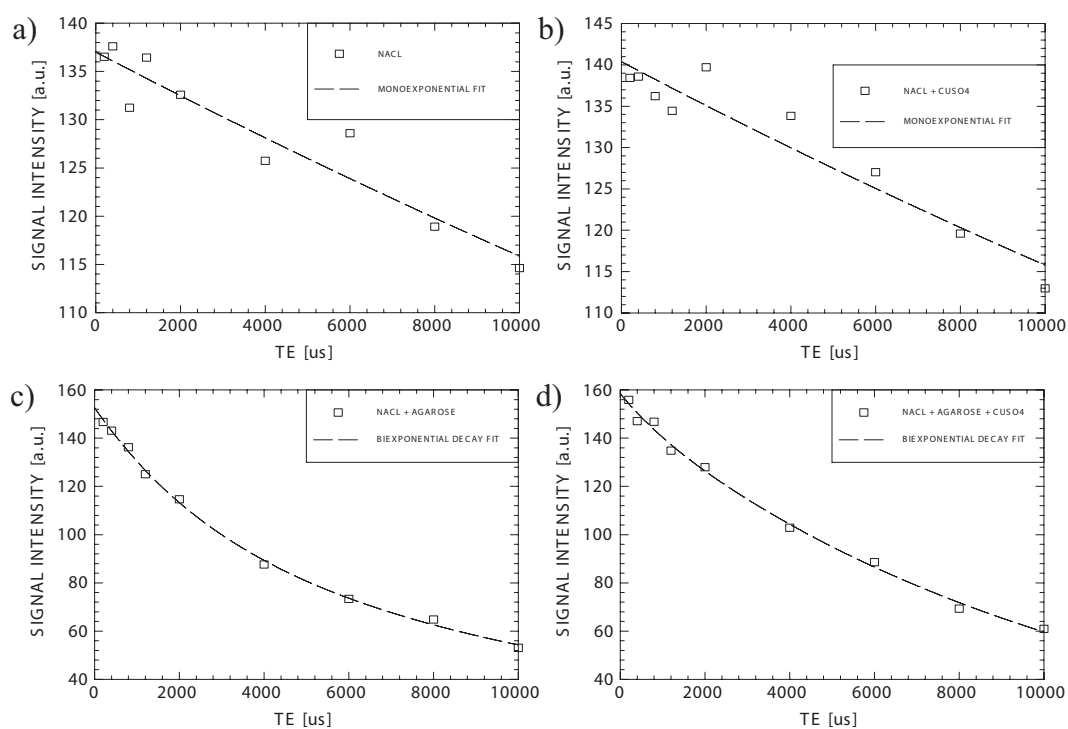 a)
140
135
130
125
120
115
110
SIGNAL INTENSITY [a.u.]
NACL
MONOEXPONENTIAL FIT
0 2000 4000 6000 8000 10000
TE [us]
b)
145
140
135
130
125
120
115
110
SIGNAL INTENSITY [a.u.]
NACL + CUSO4
MONOEXPONENTIAL FIT
0 2000 4000 6000 8000 10000
TE [us]
c)
160
140
120
100
80
60
40
SIGNAL INTENSITY [a.u.]
NACL + AGAROSE
BIEXPONENTIAL DECAY FIT
0 2000 4000 6000 8000 10000
TE [us]
d)
160
140
120
100
80
60
40
SIGNAL INTENSITY [a.u.]
NACL + AGAROSE + CUSO4
BIEXPONENTIAL DECAY FIT
0 2000 4000 6000 8000 10000
TE [us]